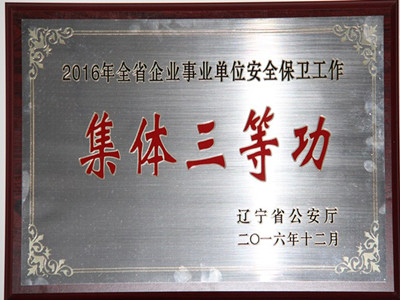 2016年全省企业事业单位安全保卫工作
集体三等功
辽宁省公安厅
二〇一六年十二月